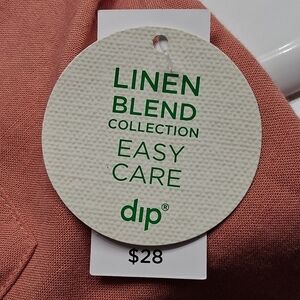 LINEN
BLEND
COLLECTION
EASY
CARE
dip®
$28